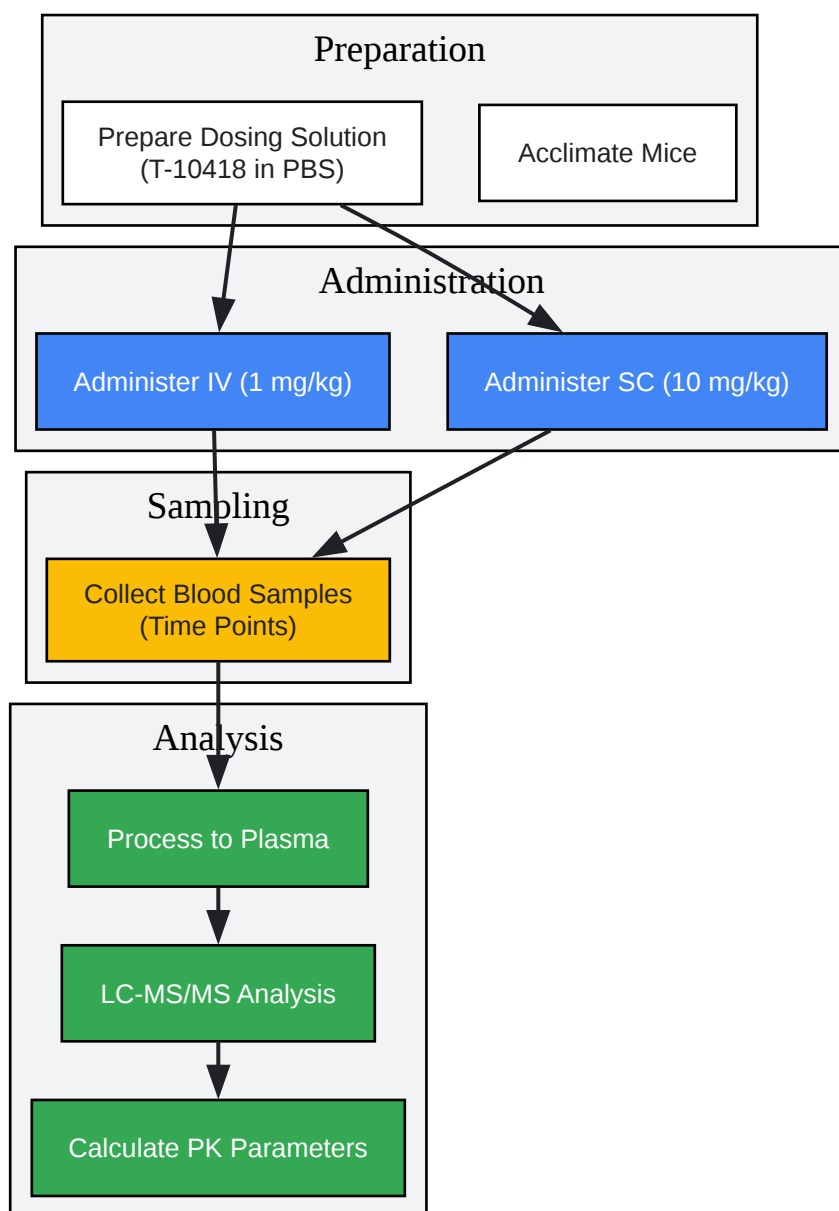 Preparation
Prepare Dosing Solution
(T-10418 in PBS)
Acclimate Mice
Administration
Administer IV (1 mg/kg)
Administer SC (10 mg/kg)
Sampling
Collect Blood Samples
(Time Points)
Analysis
Process to Plasma
LC-MS/MS Analysis
Calculate PK Parameters